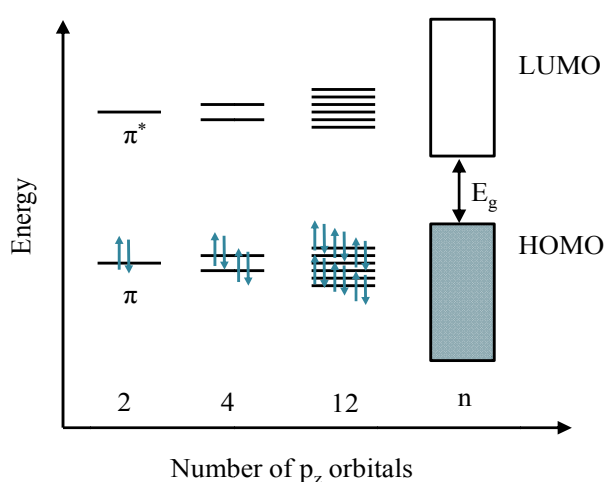 LUMO
π*
Energy
E_g
HOMO
π
2 4 12 n
Number of p_z orbitals